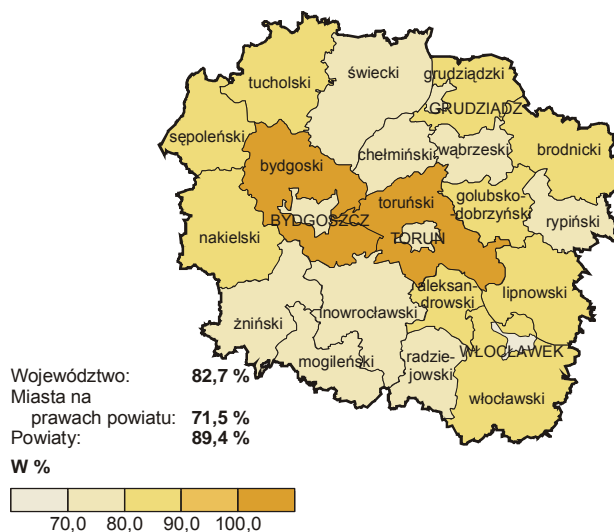 świecki
grudziądzki
tucholski
GRUDZIĄDZ
sępoleński
chełmiński
wąbrzeski
brodnicki
bydgoski
toruński
golubsko-
dobrzyński
rypiński
BYDGOSZCZ
TORUŃ
nakielski
aleksan-
drowski
lipnowski
inowrocławski
żniński
WŁOCŁAWEK
mogileński
radzie-
jowski
włocławski
Województwo: 82,7 %
Miasta na
prawach powiatu: 71,5 %
Powiaty: 89,4 %
W %
70,0 80,0 90,0 100,0